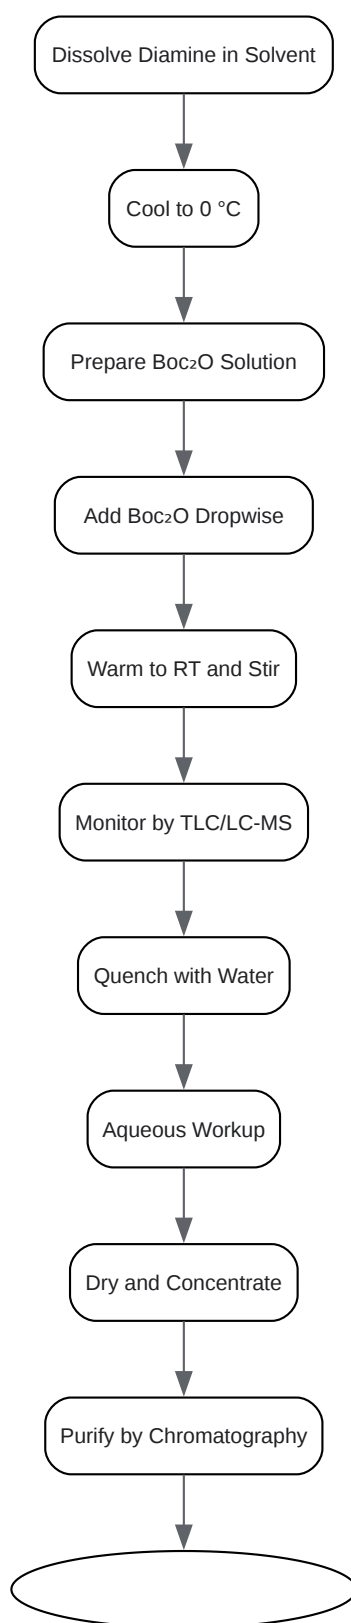 Dissolve Diamine in Solvent
Cool to 0 °C
Prepare Boc₂O Solution
Add Boc₂O Dropwise
Warm to RT and Stir
Monitor by TLC/LC-MS
Quench with Water
Aqueous Workup
Dry and Concentrate
Purify by Chromatography